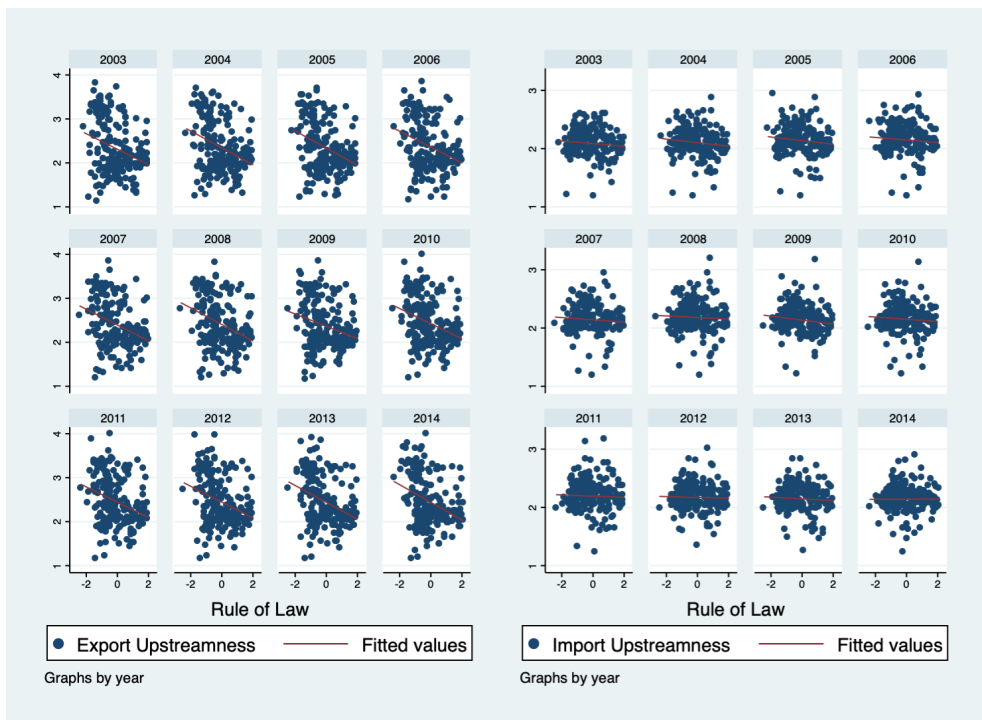 2003 2004 2005 2006
4
3
2
1
2007 2008 2009 2010
4
3
2
1
2011 2012 2013 2014
4
3
2
1
-2 0 2 -2 0 2 -2 0 2 -2 0 2
Rule of Law
Export Upstreamness Fitted values
Graphs by year
2003 2004 2005 2006
3
2
1
2007 2008 2009 2010
3
2
1
2011 2012 2013 2014
3
2
1
-2 0 2 -2 0 2 -2 0 2 -2 0 2
Rule of Law
Import Upstreamness Fitted values
Graphs by year